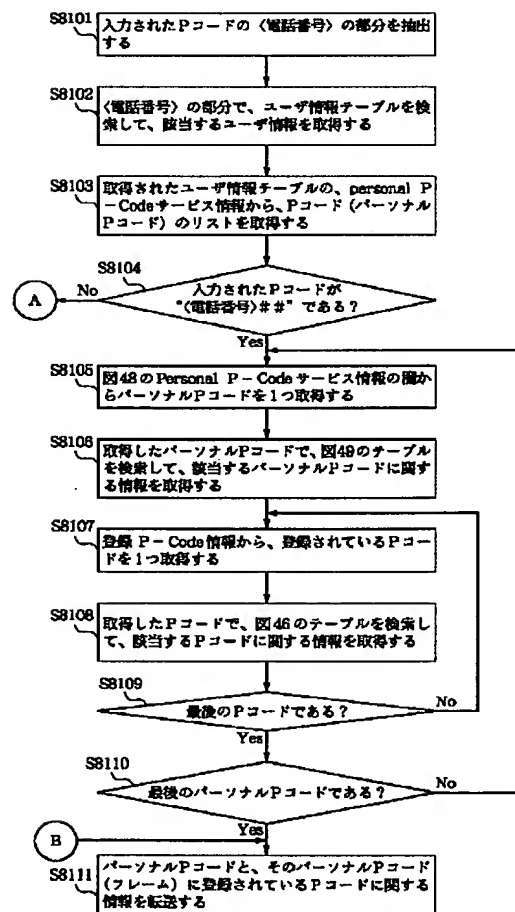 S8101
入力されたPコードの〈電話番号〉の部分を抽出
する
S8102
〈電話番号〉の部分で、ユーザ情報テーブルを検
索して、該当するユーザ情報を取得する
S8103
取得されたユーザ情報テーブルの、personal P
-Codeサービス情報から、Pコード(パーソナル
Pコード)のリストを取得する
S8104
入力されたPコードが
"〈電話番号〉##"である?
No
A
Yes
S8105
図48のPersonal P-Codeサービス情報の欄か
らパーソナルPコードを1つ取得する
S8106
取得したパーソナルPコードで、図49のテーブル
を検索して、該当するパーソナルPコードに関す
る情報を取得する
S8107
登録P-Code情報から、登録されているPコー
ドを1つ取得する
S8108
取得したPコードで、図46のテーブルを検索し
て、該当するPコードに関する情報を取得する
S8109
最後のPコードである?
No
Yes
S8110
最後のパーソナルPコードである?
No
Yes
B
S8111
パーソナルPコードと、そのパーソナルPコード
(フレーム)に登録されているPコードに関する
情報を転送する